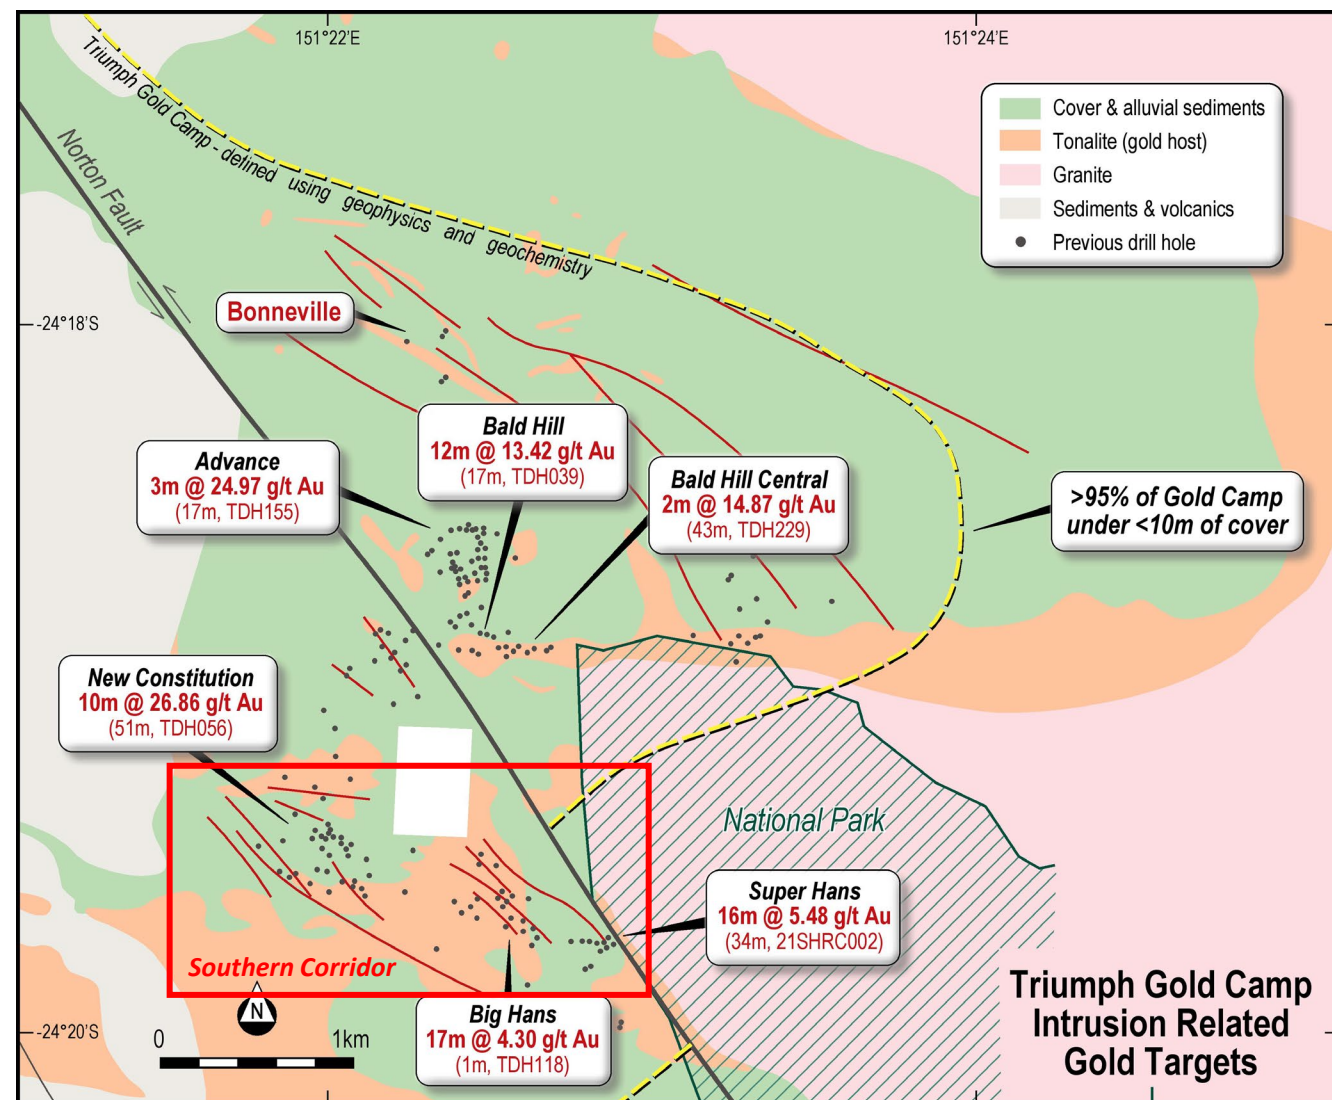 151°22'E
151°24'E
Triumph Gold Camp - defined using geophysics and geochemistry
Cover & alluvial sediments
Tonalite (gold host)
Granite
Sediments & volcanics
Previous drill hole
Norton Fault
-24°18'S
Bonneville
Bald Hill
12m @ 13.42 g/t Au
(17m, TDH039)
Advance
3m @ 24.97 g/t Au
(17m, TDH155)
Bald Hill Central
2m @ 14.87 g/t Au
(43m, TDH229)
>95% of Gold Camp
under <10m of cover
New Constitution
10m @ 26.86 g/t Au
(51m, TDH056)
National Park
Super Hans
16m @ 5.48 g/t Au
(34m, 21SHRC002)
Southern Corridor
N
Big Hans
17m @ 4.30 g/t Au
(1m, TDH118)
-24°20'S
0
1km
Triumph Gold Camp
Intrusion Related
Gold Targets